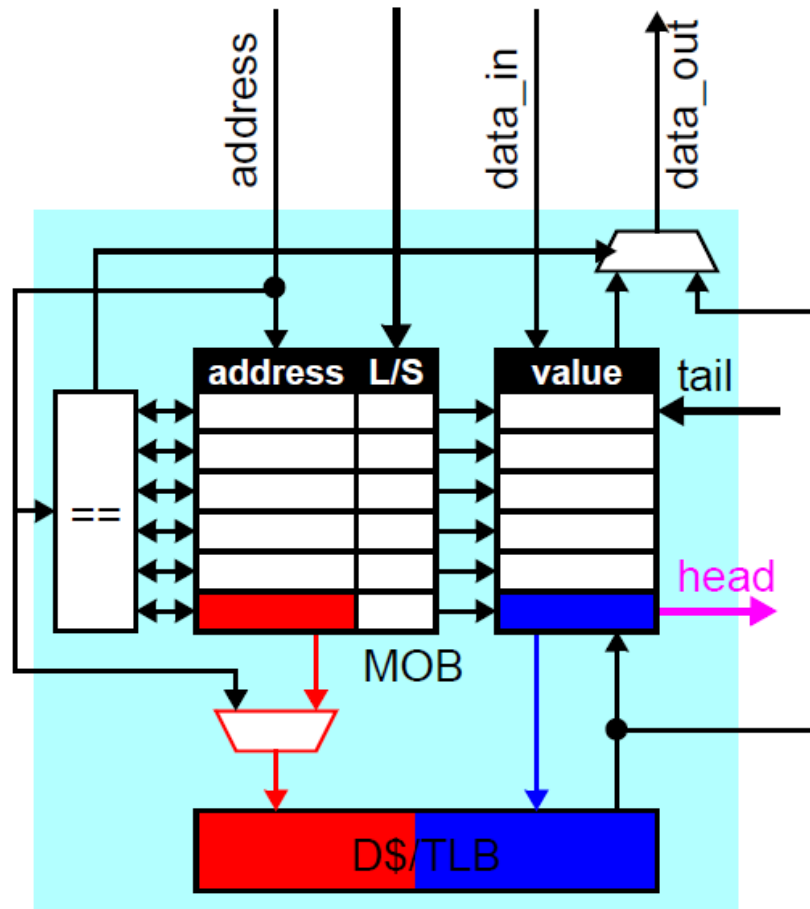 address
data_in
data_out
address L/S value
tail
==
head
MOB
D$/TLB